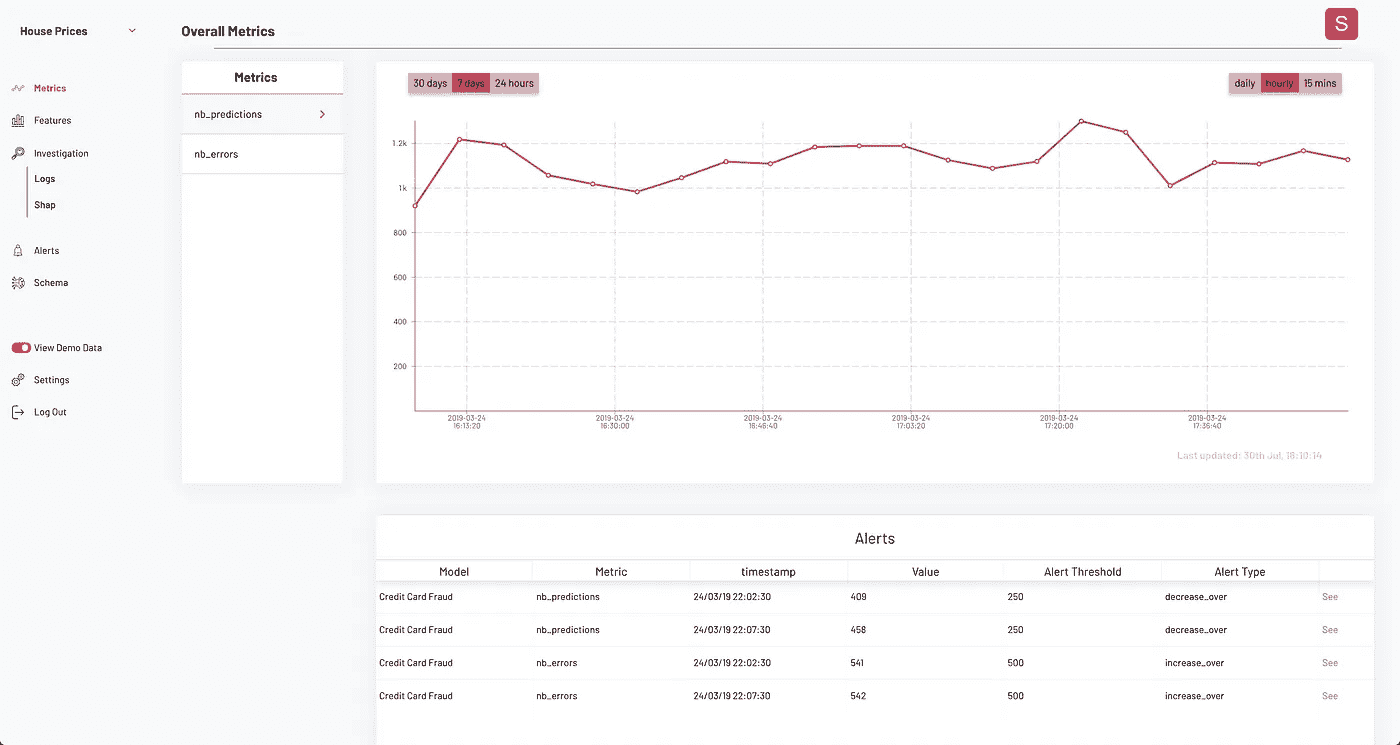 House Prices
Overall Metrics
S
Metrics
Features
Investigation
Logs
Shap
Alerts
Schema
View Demo Data
Settings
Log Out
Metrics
nb_predictions
nb_errors
30 days 7 days 24 hours
daily hourly 15 mins
1.2k
1k
800
600
400
200
2019-03-24
16:13:20
2019-03-24
16:30:00
2019-03-24
16:46:40
2019-03-24
17:03:20
2019-03-24
17:20:00
2019-03-24
17:36:40
Last updated: 30th Jul, 16:10:14
Alerts
Model Metric timestamp Value Alert Threshold Alert Type
Credit Card Fraud nb_predictions 24/03/19 22:02:30 409 250 decrease_over See
Credit Card Fraud nb_predictions 24/03/19 22:07:30 458 250 decrease_over See
Credit Card Fraud nb_errors 24/03/19 22:02:30 541 500 increase_over See
Credit Card Fraud nb_errors 24/03/19 22:07:30 542 500 increase_over See